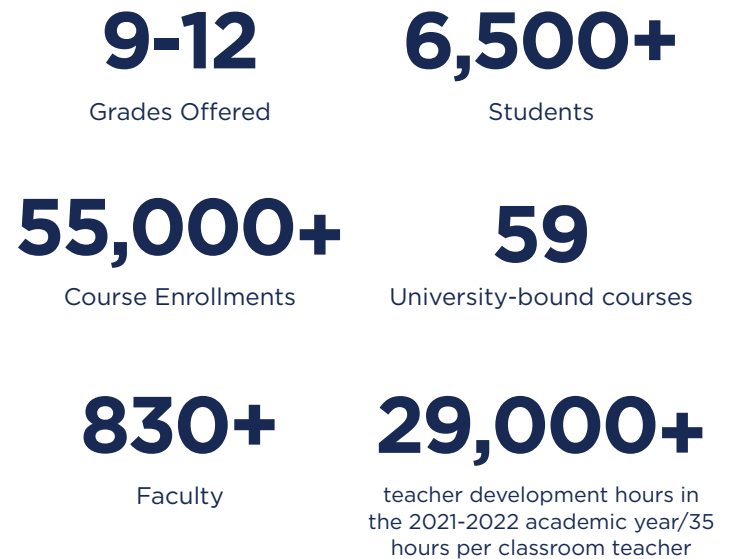 9-12
Grades Offered
6,500+
Students
55,000+
Course Enrollments
59
University-bound courses
830+
Faculty
29,000+
teacher development hours in
the 2021-2022 academic year/35
hours per classroom teacher